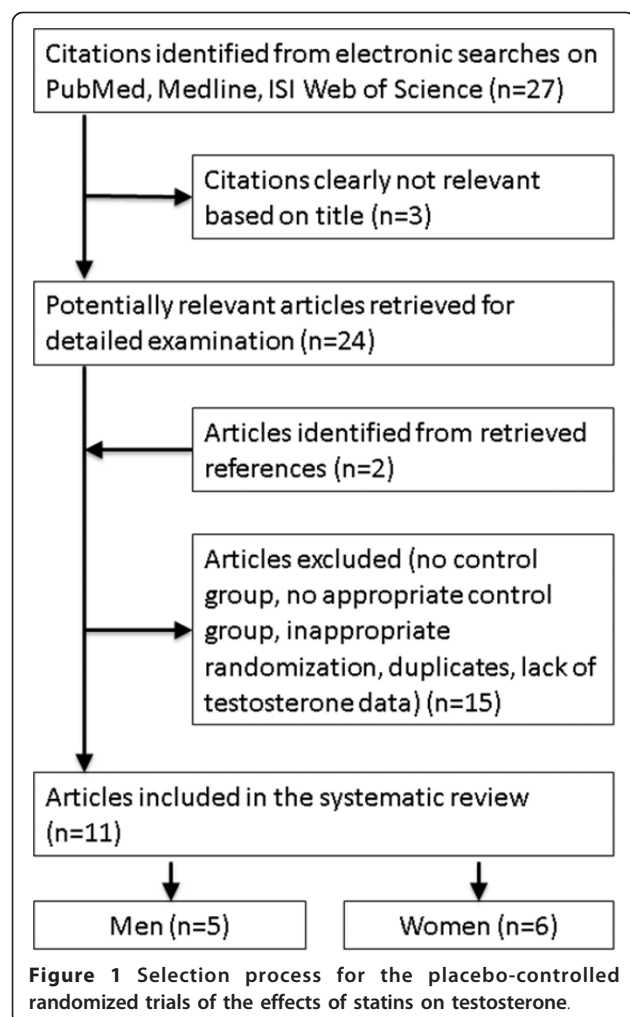 Citations identified from electronic searches on
PubMed, Medline, ISI Web of Science (n=27)
Citations clearly not relevant
based on title (n=3)
Potentially relevant articles retrieved for
detailed examination (n=24)
Articles identified from retrieved
references (n=2)
Articles excluded (no control
group, no appropriate control
group, inappropriate
randomization, duplicates, lack of
testosterone data) (n=15)
Articles included in the systematic review
(n=11)
Men (n=5)
Women (n=6)
Figure 1 Selection process for the placebo-controlled
randomized trials of the effects of statins on testosterone.